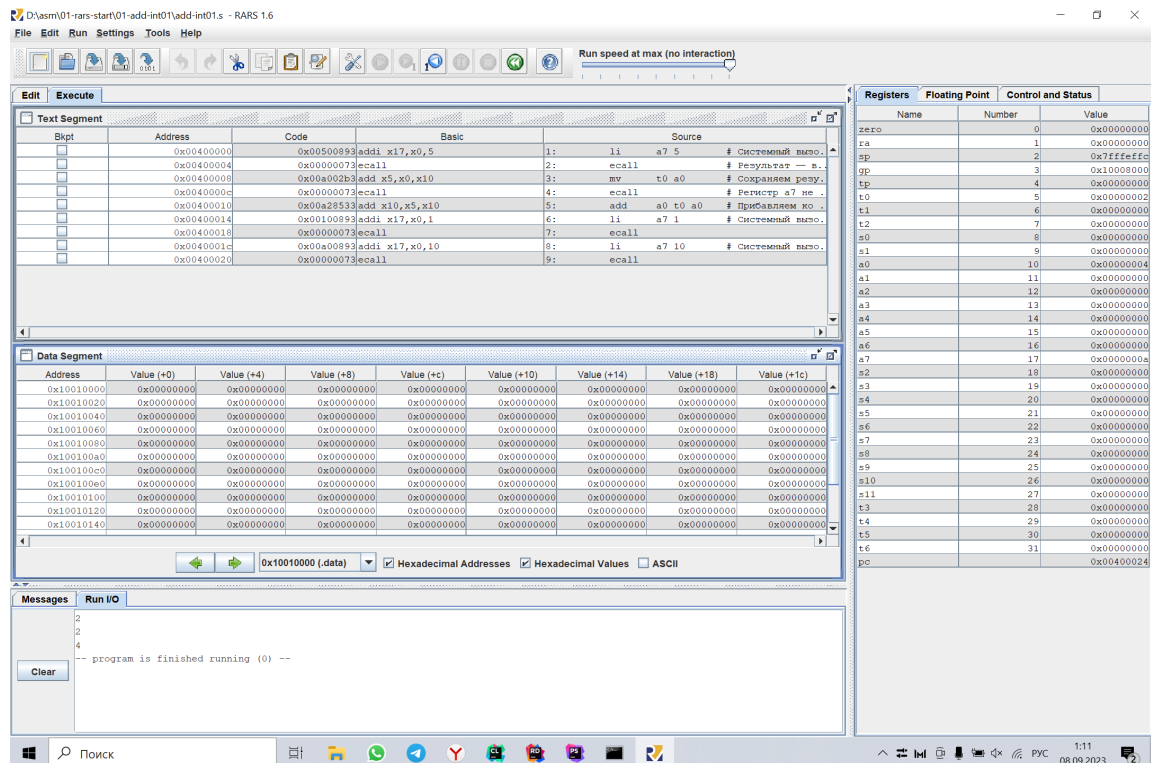 D:\asm\01-rars-start\01-add-int01\add-int01.s - RARS 1.6
File Edit Run Settings Tools Help
Run speed at max (no interaction)
Edit Execute
Text Segment
Bkpt Address Code Basic Source
0x00400000 0x00500893 addi x17,x0,5 1: li a7 5 # Системный вызо.
0x00400004 0x00000073 ecall 2: ecall # Результат — в..
0x00400008 0x00a002b3 add x5,x0,x10 3: mv t0 a0 # Сохраняем резу.
0x0040000c 0x00000073 ecall 4: ecall # Регистр a7 не .
0x00400010 0x00a28533 add x10,x5,x10 5: add a0 t0 a0 # Прибавляем ко .
0x00400014 0x00100893 addi x17,x0,1 6: li a7 1 # Системный вызо.
0x00400018 0x00000073 ecall 7: ecall
0x0040001c 0x00a00893 addi x17,x0,10 8: li a7 10 # Системный вызо.
0x00400020 0x00000073 ecall 9: ecall
Data Segment
Address Value (+0) Value (+4) Value (+8) Value (+c) Value (+10) Value (+14) Value (+18) Value (+1c)
0x10010000 0x00000000 0x00000000 0x00000000 0x00000000 0x00000000 0x00000000 0x00000000 0x00000000
0x10010020 0x00000000 0x00000000 0x00000000 0x00000000 0x00000000 0x00000000 0x00000000 0x00000000
0x10010040 0x00000000 0x00000000 0x00000000 0x00000000 0x00000000 0x00000000 0x00000000 0x00000000
0x10010060 0x00000000 0x00000000 0x00000000 0x00000000 0x00000000 0x00000000 0x00000000 0x00000000
0x10010080 0x00000000 0x00000000 0x00000000 0x00000000 0x00000000 0x00000000 0x00000000 0x00000000
0x100100a0 0x00000000 0x00000000 0x00000000 0x00000000 0x00000000 0x00000000 0x00000000 0x00000000
0x100100c0 0x00000000 0x00000000 0x00000000 0x00000000 0x00000000 0x00000000 0x00000000 0x00000000
0x100100e0 0x00000000 0x00000000 0x00000000 0x00000000 0x00000000 0x00000000 0x00000000 0x00000000
0x10010100 0x00000000 0x00000000 0x00000000 0x00000000 0x00000000 0x00000000 0x00000000 0x00000000
0x10010120 0x00000000 0x00000000 0x00000000 0x00000000 0x00000000 0x00000000 0x00000000 0x00000000
0x10010140 0x00000000 0x00000000 0x00000000 0x00000000 0x00000000 0x00000000 0x00000000 0x00000000
0x10010000 (.data) Hexadecimal Addresses Hexadecimal Values ASCII
Messages Run I/O
Clear
2
2
4
-- program is finished running (0) --
Registers Floating Point Control and Status
Name Number Value
zero 0 0x00000000
ra 1 0x00000000
sp 2 0x7fffeffc
gp 3 0x10008000
tp 4 0x00000000
t0 5 0x00000002
t1 6 0x00000000
t2 7 0x00000000
s0 8 0x00000000
s1 9 0x00000000
a0 10 0x00000004
a1 11 0x00000000
a2 12 0x00000000
a3 13 0x00000000
a4 14 0x00000000
a5 15 0x00000000
a6 16 0x00000000
a7 17 0x0000000a
s2 18 0x00000000
s3 19 0x00000000
s4 20 0x00000000
s5 21 0x00000000
s6 22 0x00000000
s7 23 0x00000000
s8 24 0x00000000
s9 25 0x00000000
s10 26 0x00000000
s11 27 0x00000000
t3 28 0x00000000
t4 29 0x00000000
t5 30 0x00000000
t6 31 0x00000000
pc 0x00400024
Поиск
РУС
1:11
08.09.2023